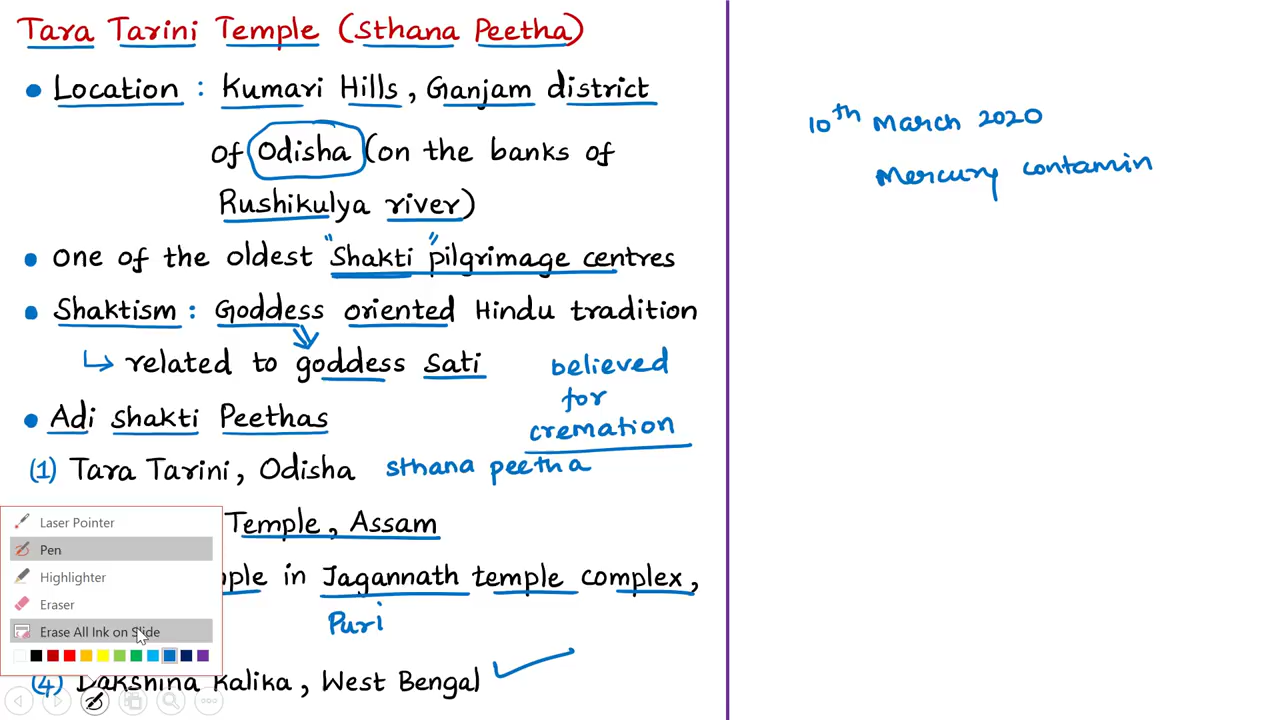 Tara Tarini Temple (Sthana Peetha)
• Location : Kumari Hills, Ganjam district
of Odisha (on the banks of
Rushikulya river)
• One of the oldest "Shakti" pilgrimage centres
• Shaktism : Goddess oriented Hindu tradition
↳ related to goddess Sati
believed
for
cremation
• Adi Shakti Peethas
(1) Tara Tarini, Odisha sthana peetha
Temple, Assam
in Jagannath temple complex,
Puri
(4) Dakshina Kalika, West Bengal
Laser Pointer
Pen
Highlighter
Eraser
Erase All Ink on Slide
10th March 2020
Mercury contamin